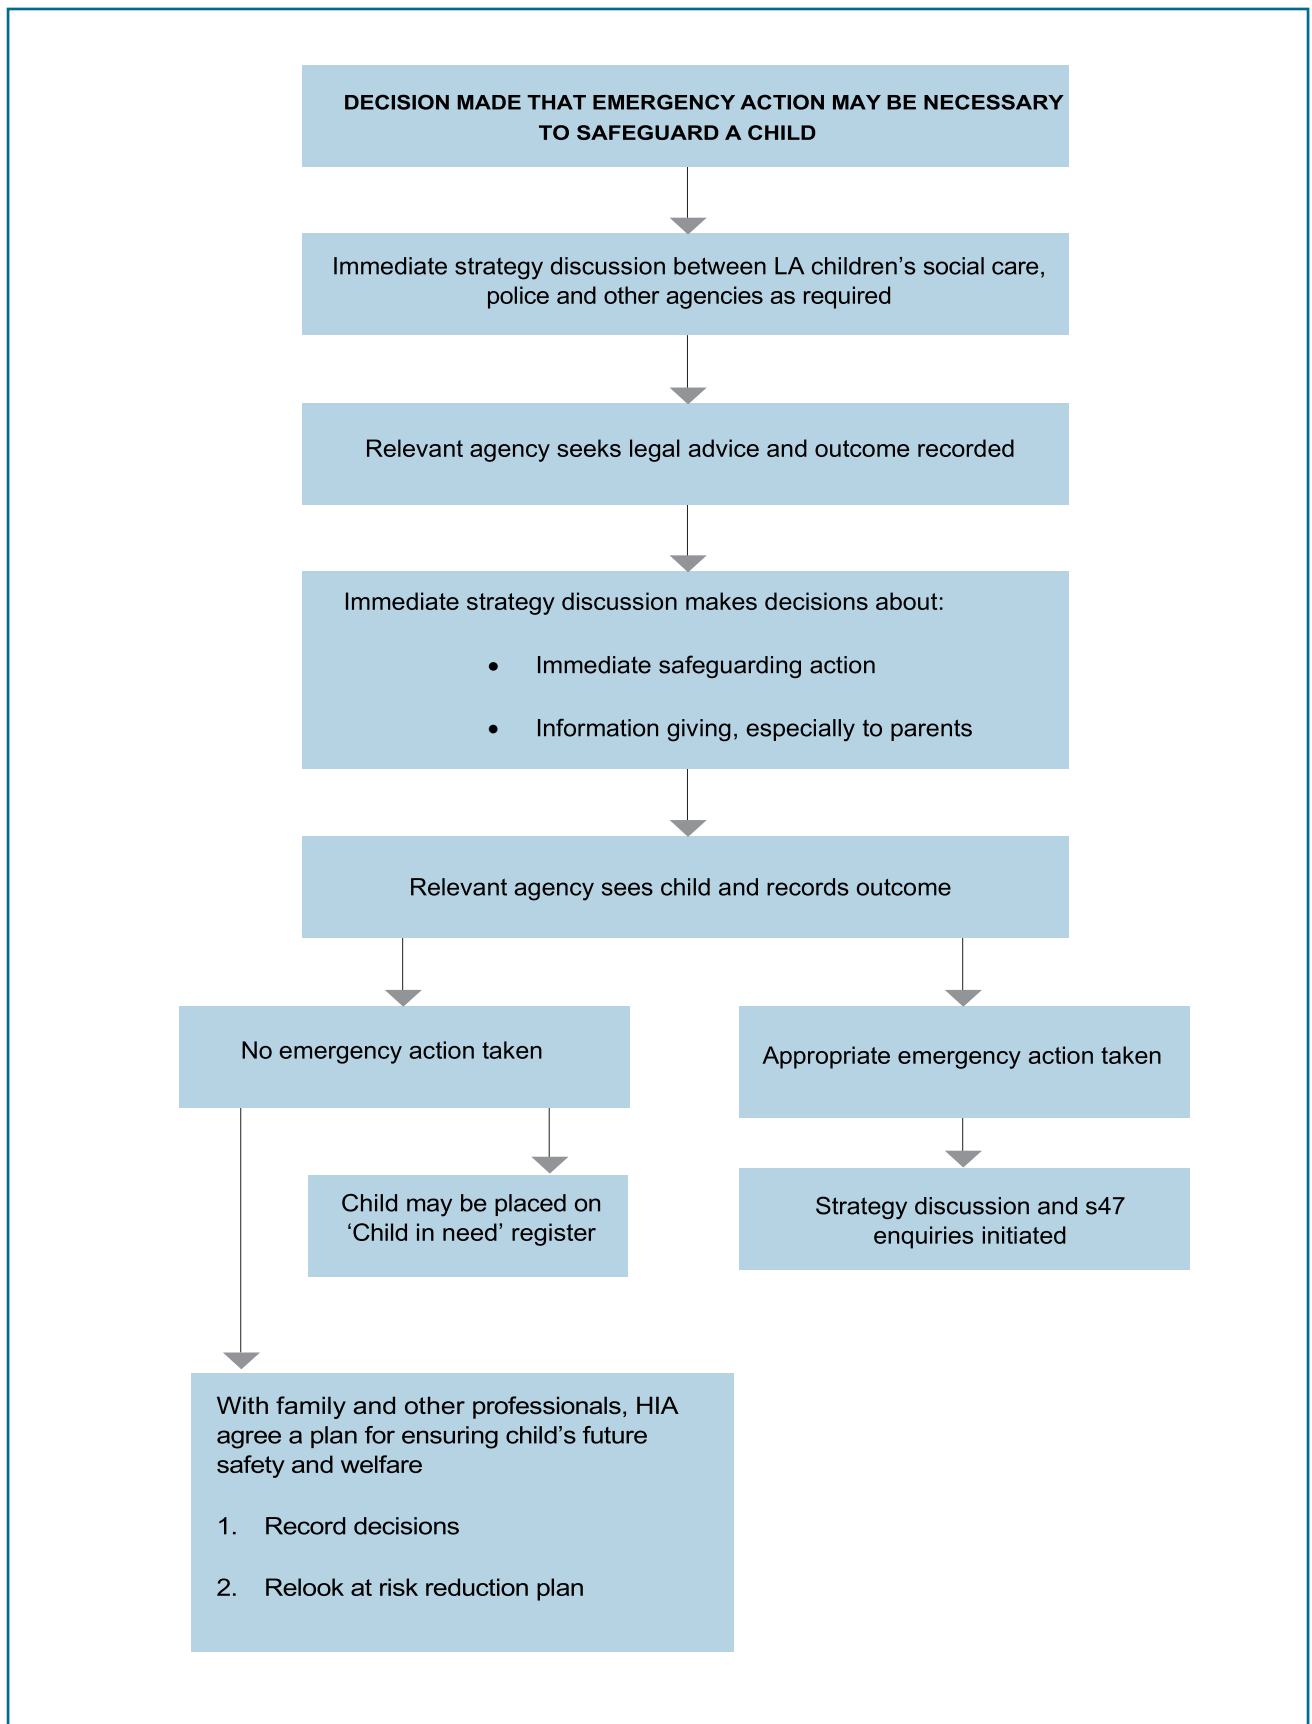 DECISION MADE THAT EMERGENCY ACTION MAY BE NECESSARY
TO SAFEGUARD A CHILD
Immediate strategy discussion between LA children’s social care,
police and other agencies as required
Relevant agency seeks legal advice and outcome recorded
Immediate strategy discussion makes decisions about:
• Immediate safeguarding action
• Information giving, especially to parents
Relevant agency sees child and records outcome
No emergency action taken
Appropriate emergency action taken
Child may be placed on
‘Child in need’ register
Strategy discussion and s47
enquiries initiated
With family and other professionals, HIA
agree a plan for ensuring child’s future
safety and welfare
1. Record decisions
2. Relook at risk reduction plan